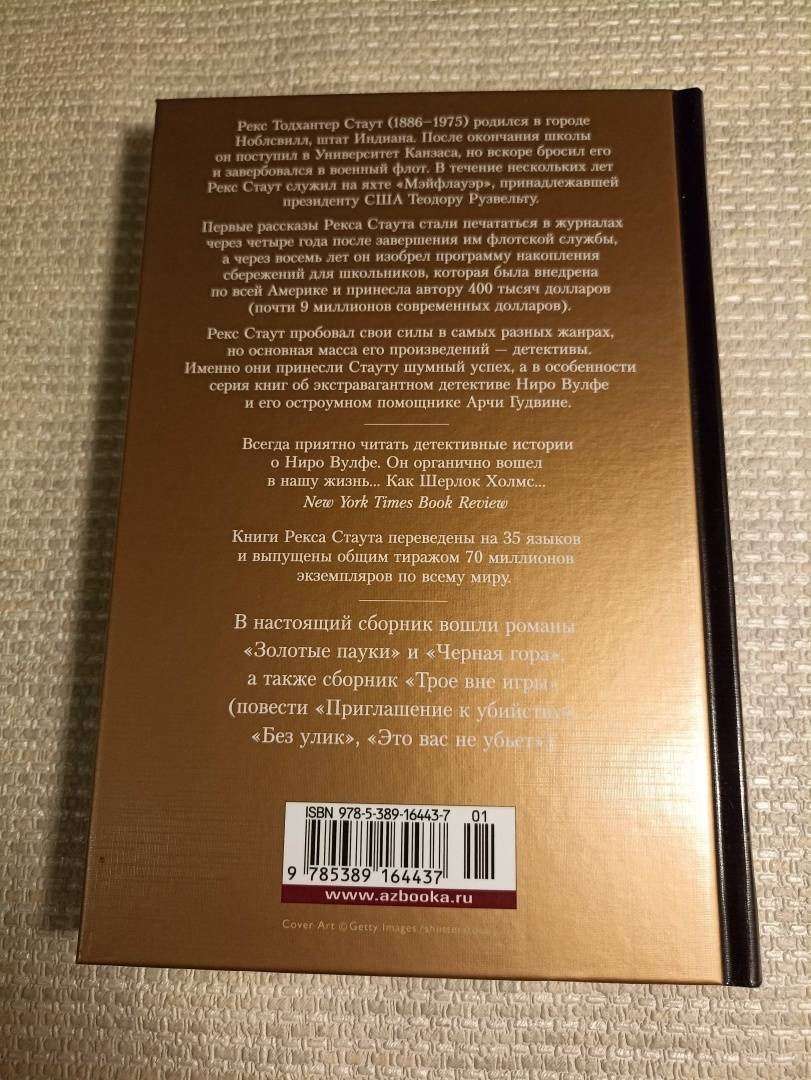 Рекс Тодхантер Стаут (1886–1975) родился в городе
Ноблсвилл, штат Индиана. После окончания школы
он поступил в Университет Канзаса, но вскоре бросил его
и завербовался в военный флот. В течение нескольких лет
Рекс Стаут служил на яхте «Мэйфлауэр», принадлежавшей
президенту США Теодору Рузвельту.
Первые рассказы Рекса Стаута стали печататься в журналах
через четыре года после завершения им флотской службы,
а через восемь лет он изобрел программу накопления
сбережений для школьников, которая была внедрена
по всей Америке и принесла автору 400 тысяч долларов
(почти 9 миллионов современных долларов).
Рекс Стаут пробовал свои силы в самых разных жанрах,
но основная масса его произведений — детективы.
Именно они принесли Стауту шумный успех, а в особенности
серия книг об экстравагантном детективе Ниро Вулфе
и его остроумном помощнике Арчи Гудвине.
Всегда приятно читать детективные истории
о Ниро Вулфе. Он органично вошел
в нашу жизнь... Как Шерлок Холмс...
New York Times Book Review
Книги Рекса Стаута переведены на 35 языков
и выпущены общим тиражом 70 миллионов
экземпляров по всему миру.
В настоящий сборник вошли романы
«Золотые пауки» и «Черная гора»,
а также сборник «Трое вне игры»
(повести «Приглашение к убийству»,
«Без улик», «Это вас не убьет»)
ISBN 978-5-389-16443-7 01
9 785389 164437
www.azbooka.ru
Cover Art © Getty Images / shutterstock